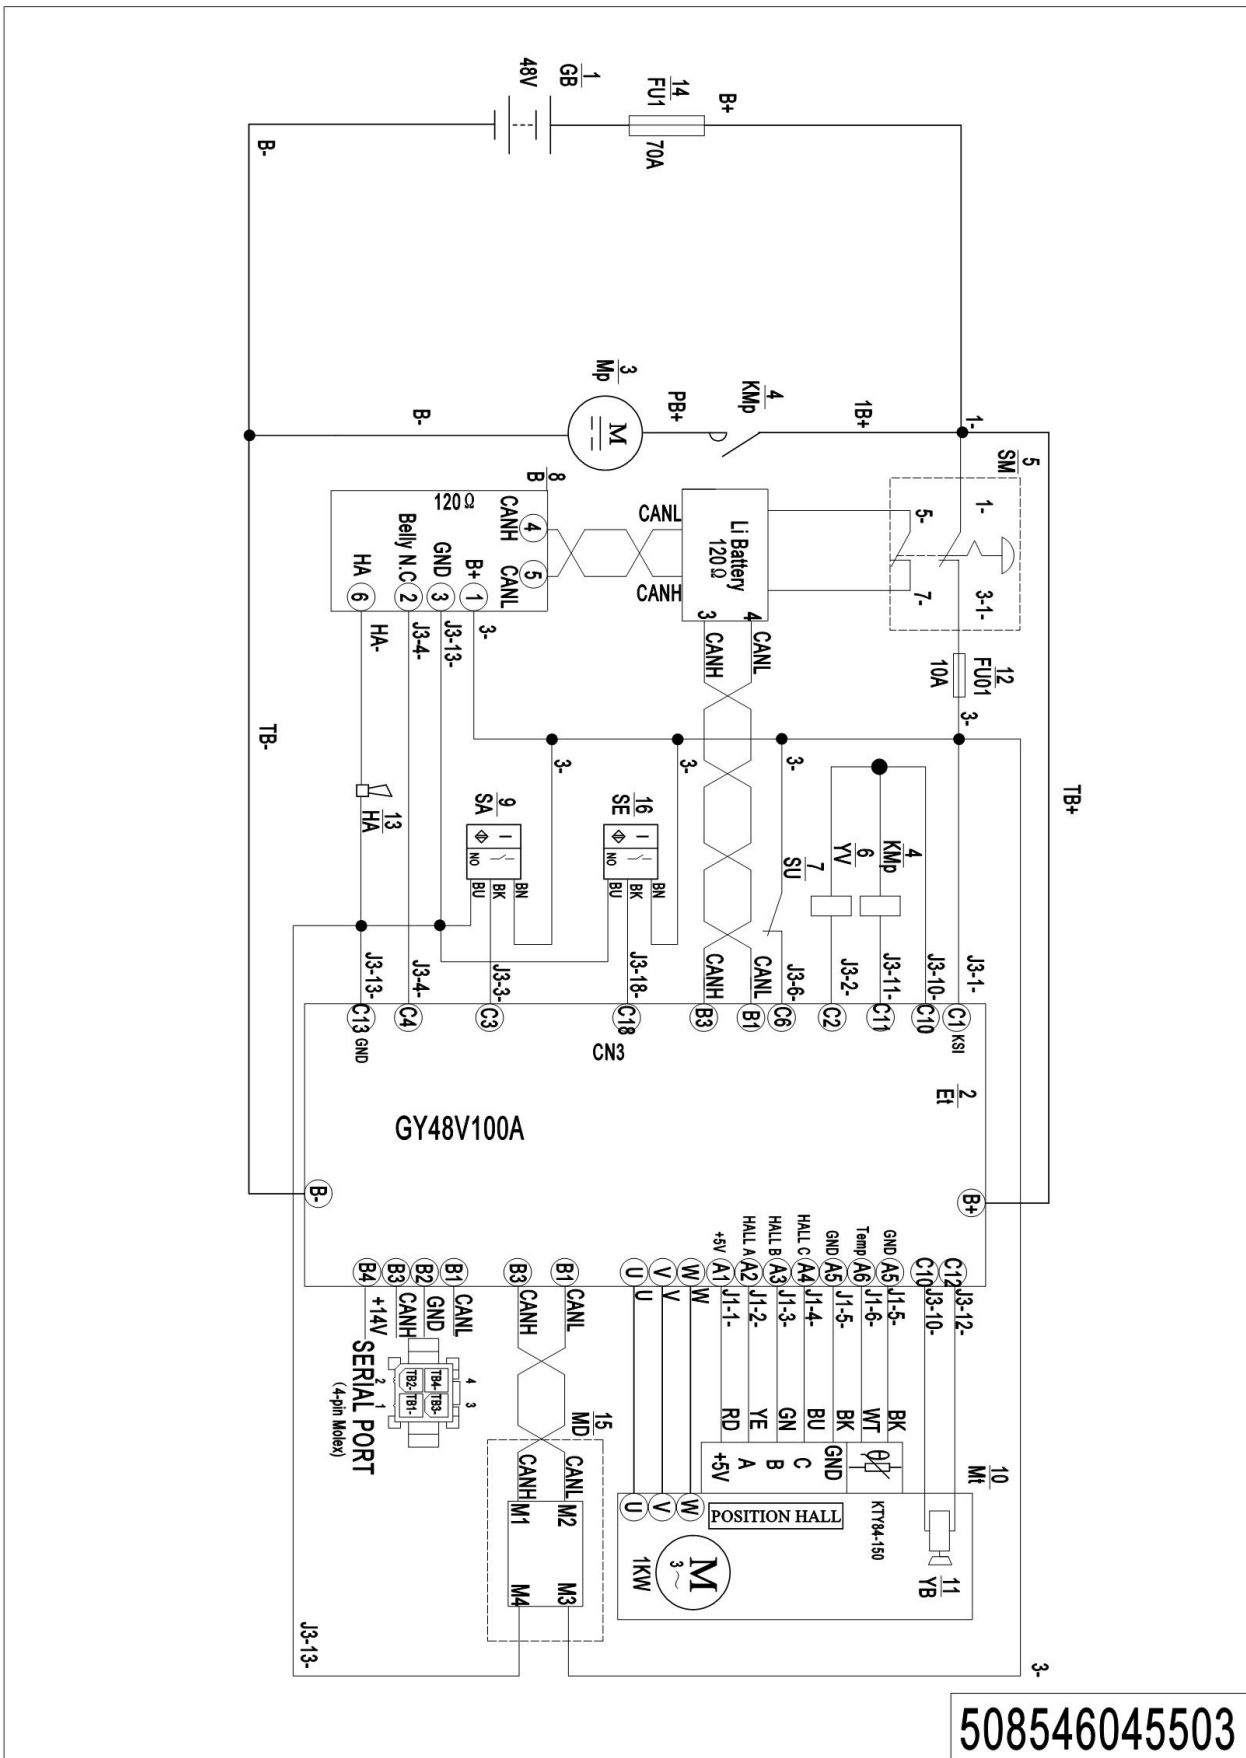 1
GB
48V
14
FU1
70A
B+
B-
3
Mp
4
KMp
B-
PB+
1B+
1-
5
SM
1-
5-
7-
3-1-
8
B
120Ω
CANH
4
5
CANL
Belly N.C
GND
B+
HA
6
2
3
1
CANL
CANH
Li Battery
120Ω
3
4
CANH
CANL
HA-
J3-4-
J3-13-
3-
12
FU01
10A
3-
TB-
TB+
3-
3-
3-
13
HA
9
SA
NO
BU
BK
BN
16
SE
NO
BU
BK
BN
7
SU
6
YV
4
KMp
J3-13-
J3-4-
J3-3-
J3-18-
CANH
CANL
J3-6-
J3-2-
J3-11-
J3-10-
J3-1-
C13
C4
C3
C18
B3
B1
C6
C2
C11
C10
C1
GND
KSI
CN3
2
Et
GY48V100A
B-
B+
+5V
HALL A
HALL B
HALL C
GND
Temp
GND
B4
B3
B2
B1
B3
B1
U
V
W
A1
A2
A3
A4
A5
A6
A5
C10
C12
+14V
CANH
GND
CANL
CANH
CANL
U
V
W
J1-1-
J1-2-
J1-3-
J1-4-
J1-5-
J1-6-
J1-5-
J3-10-
J3-12-
SERIAL PORT
(4-pin Molex)
2
1
TB2-
TB1-
TB4-
TB3-
4
3
15
MD
CANH
CANL
M1
M2
M4
M3
RD
YE
GN
BU
BK
WT
BK
+5V
A
B
C
GND
θ
10
Mt
U
V
W
POSITION HALL
KTY84-150
11
YB
1KW
M
3~
M
J3-13-
3-
508546045503